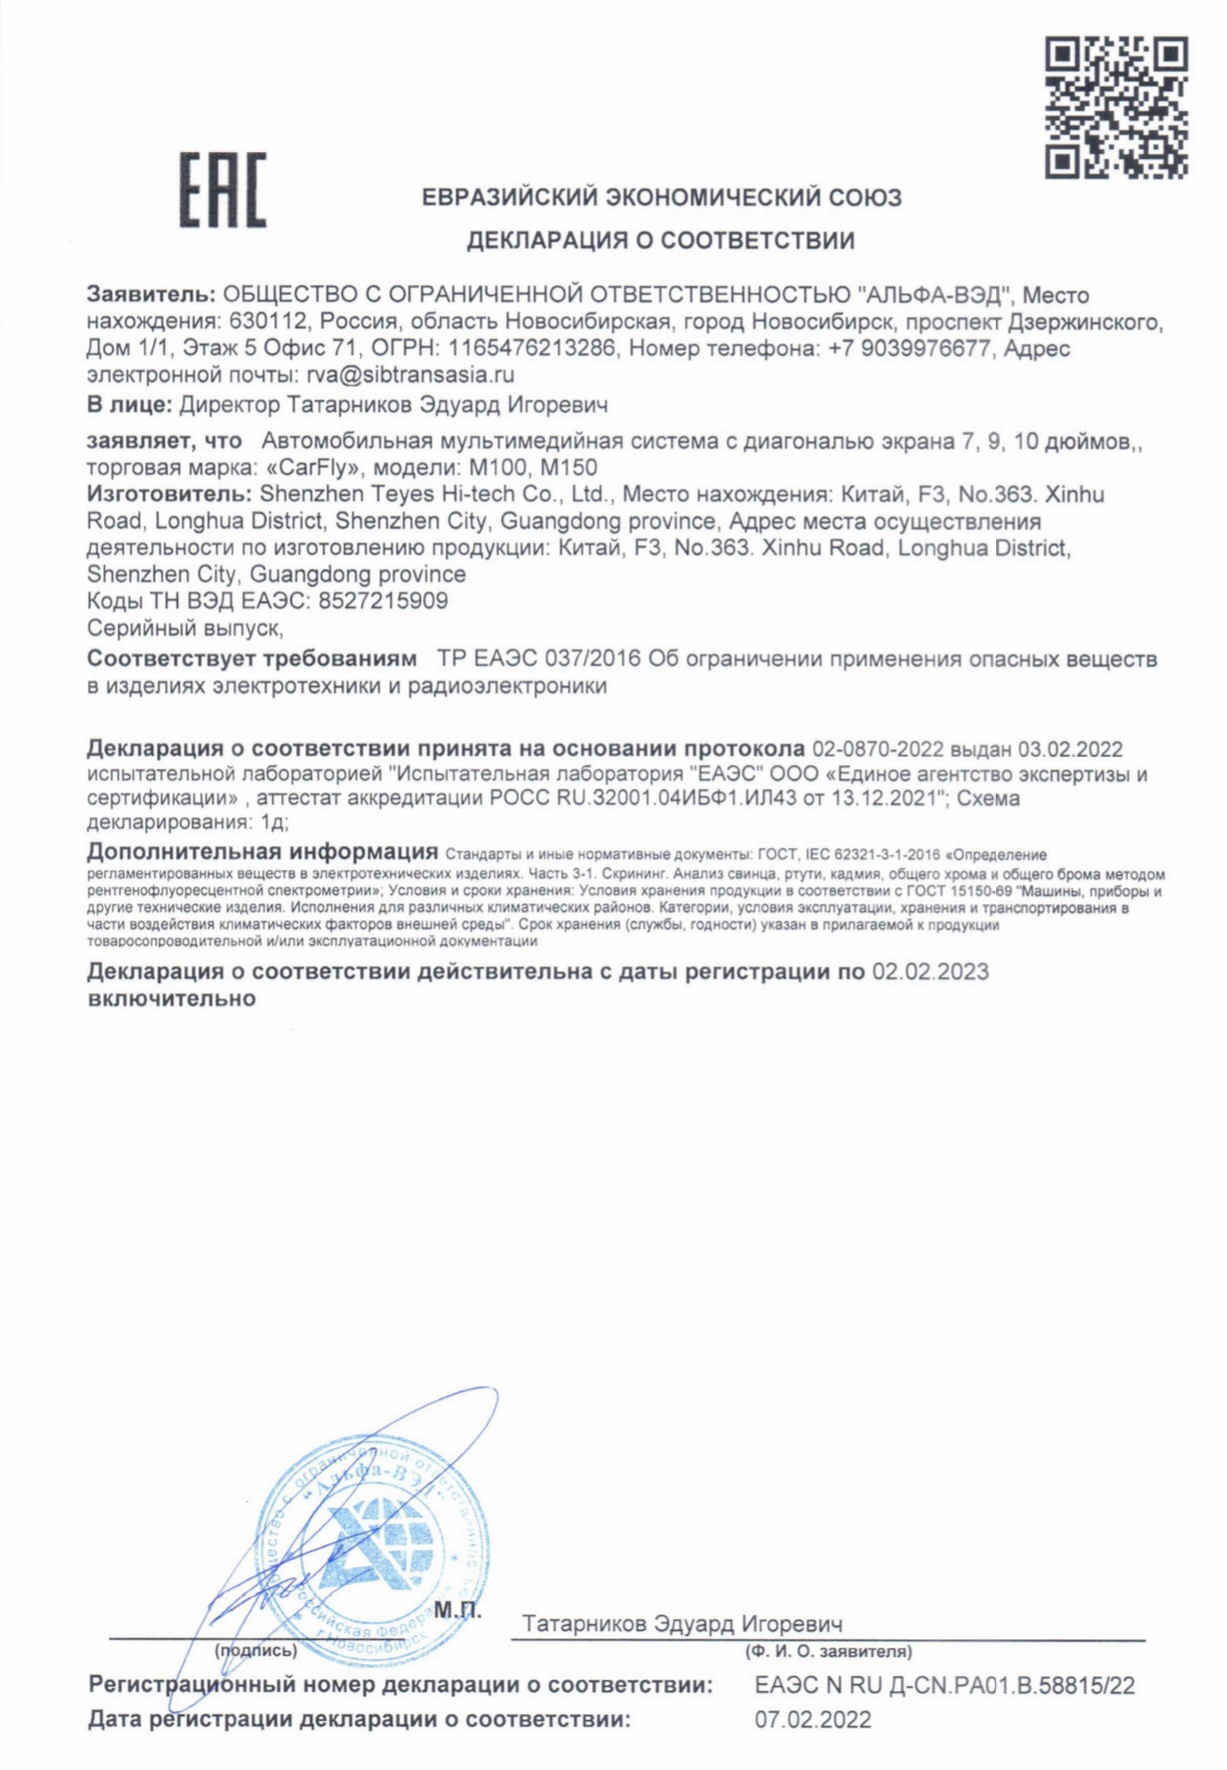 ЕАС
ЕВРАЗИЙСКИЙ ЭКОНОМИЧЕСКИЙ СОЮЗ
ДЕКЛАРАЦИЯ О СООТВЕТСТВИИ
Заявитель: ОБЩЕСТВО С ОГРАНИЧЕННОЙ ОТВЕТСТВЕННОСТЬЮ "АЛЬФА-ВЭД", Место
нахождения: 630112, Россия, область Новосибирская, город Новосибирск, проспект Дзержинского,
Дом 1/1, Этаж 5 Офис 71, ОГРН: 1165476213286, Номер телефона: +7 9039976677, Адрес
электронной почты: rva@sibtransasia.ru
В лице: Директор Татарников Эдуард Игоревич
заявляет, что Автомобильная мультимедийная система с диагональю экрана 7, 9, 10 дюймов,,
торговая марка: «CarFly», модели: М100, М150
Изготовитель: Shenzhen Teyes Hi-tech Co., Ltd., Место нахождения: Китай, F3, No.363. Xinhu
Road, Longhua District, Shenzhen City, Guangdong province, Адрес места осуществления
деятельности по изготовлению продукции: Китай, F3, No.363. Xinhu Road, Longhua District,
Shenzhen City, Guangdong province
Коды ТН ВЭД ЕАЭС: 8527215909
Серийный выпуск,
Соответствует требованиям ТР ЕАЭС 037/2016 Об ограничении применения опасных веществ
в изделиях электротехники и радиоэлектроники
Декларация о соответствии принята на основании протокола 02-0870-2022 выдан 03.02.2022
испытательной лабораторией "Испытательная лаборатория "ЕАЭС" ООО «Единое агентство экспертизы и
сертификации» , аттестат аккредитации РОСС RU.32001.04ИБФ1.ИЛ43 от 13.12.2021"; Схема
декларирования: 1д;
Дополнительная информация Стандарты и иные нормативные документы: ГОСТ, IEC 62321-3-1-2016 «Определение
регламентированных веществ в электротехнических изделиях. Часть 3-1. Скрининг. Анализ свинца, ртути, кадмия, общего хрома и общего брома методом
рентгенофлуоресцентной спектрометрии»; Условия и сроки хранения: Условия хранения продукции в соответствии с ГОСТ 15150-69 "Машины, приборы и
другие технические изделия. Исполнения для различных климатических районов. Категории, условия эксплуатации, хранения и транспортирования в
части воздействия климатических факторов внешней среды". Срок хранения (службы, годности) указан в прилагаемой к продукции
товаросопроводительной и/или эксплуатационной документации
Декларация о соответствии действительна с даты регистрации по 02.02.2023
включительно
общество с ограниченной ответственностью
"Альфа-ВЭД"
Российская Федерация
г.Новосибирск
М.П.
Татарников Эдуард Игоревич
(подпись)
(Ф. И. О. заявителя)
Регистрационный номер декларации о соответствии: ЕАЭС N RU Д-CN.РА01.В.58815/22
Дата регистрации декларации о соответствии: 07.02.2022